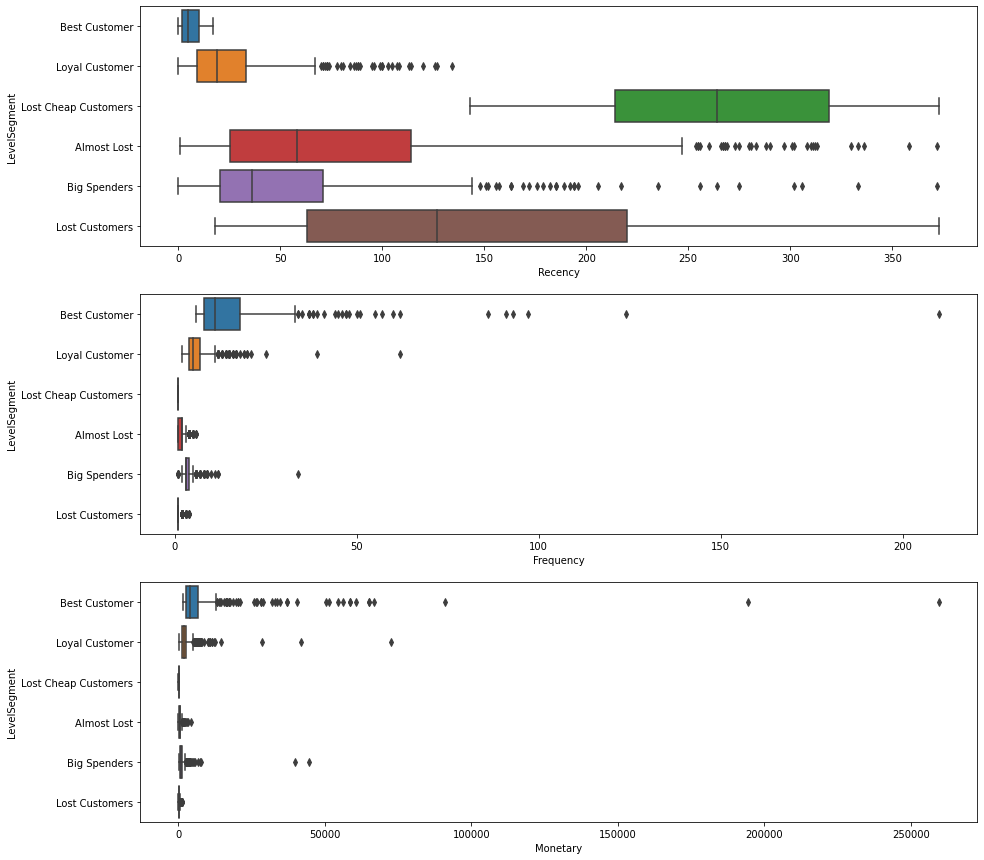 LevelSegment
Best Customer
Loyal Customer
Lost Cheap Customers
Almost Lost
Big Spenders
Lost Customers
0 50 100 150 200 250 300 350
Recency
LevelSegment
Best Customer
Loyal Customer
Lost Cheap Customers
Almost Lost
Big Spenders
Lost Customers
0 50 100 150 200
Frequency
LevelSegment
Best Customer
Loyal Customer
Lost Cheap Customers
Almost Lost
Big Spenders
Lost Customers
0 50000 100000 150000 200000 250000
Monetary